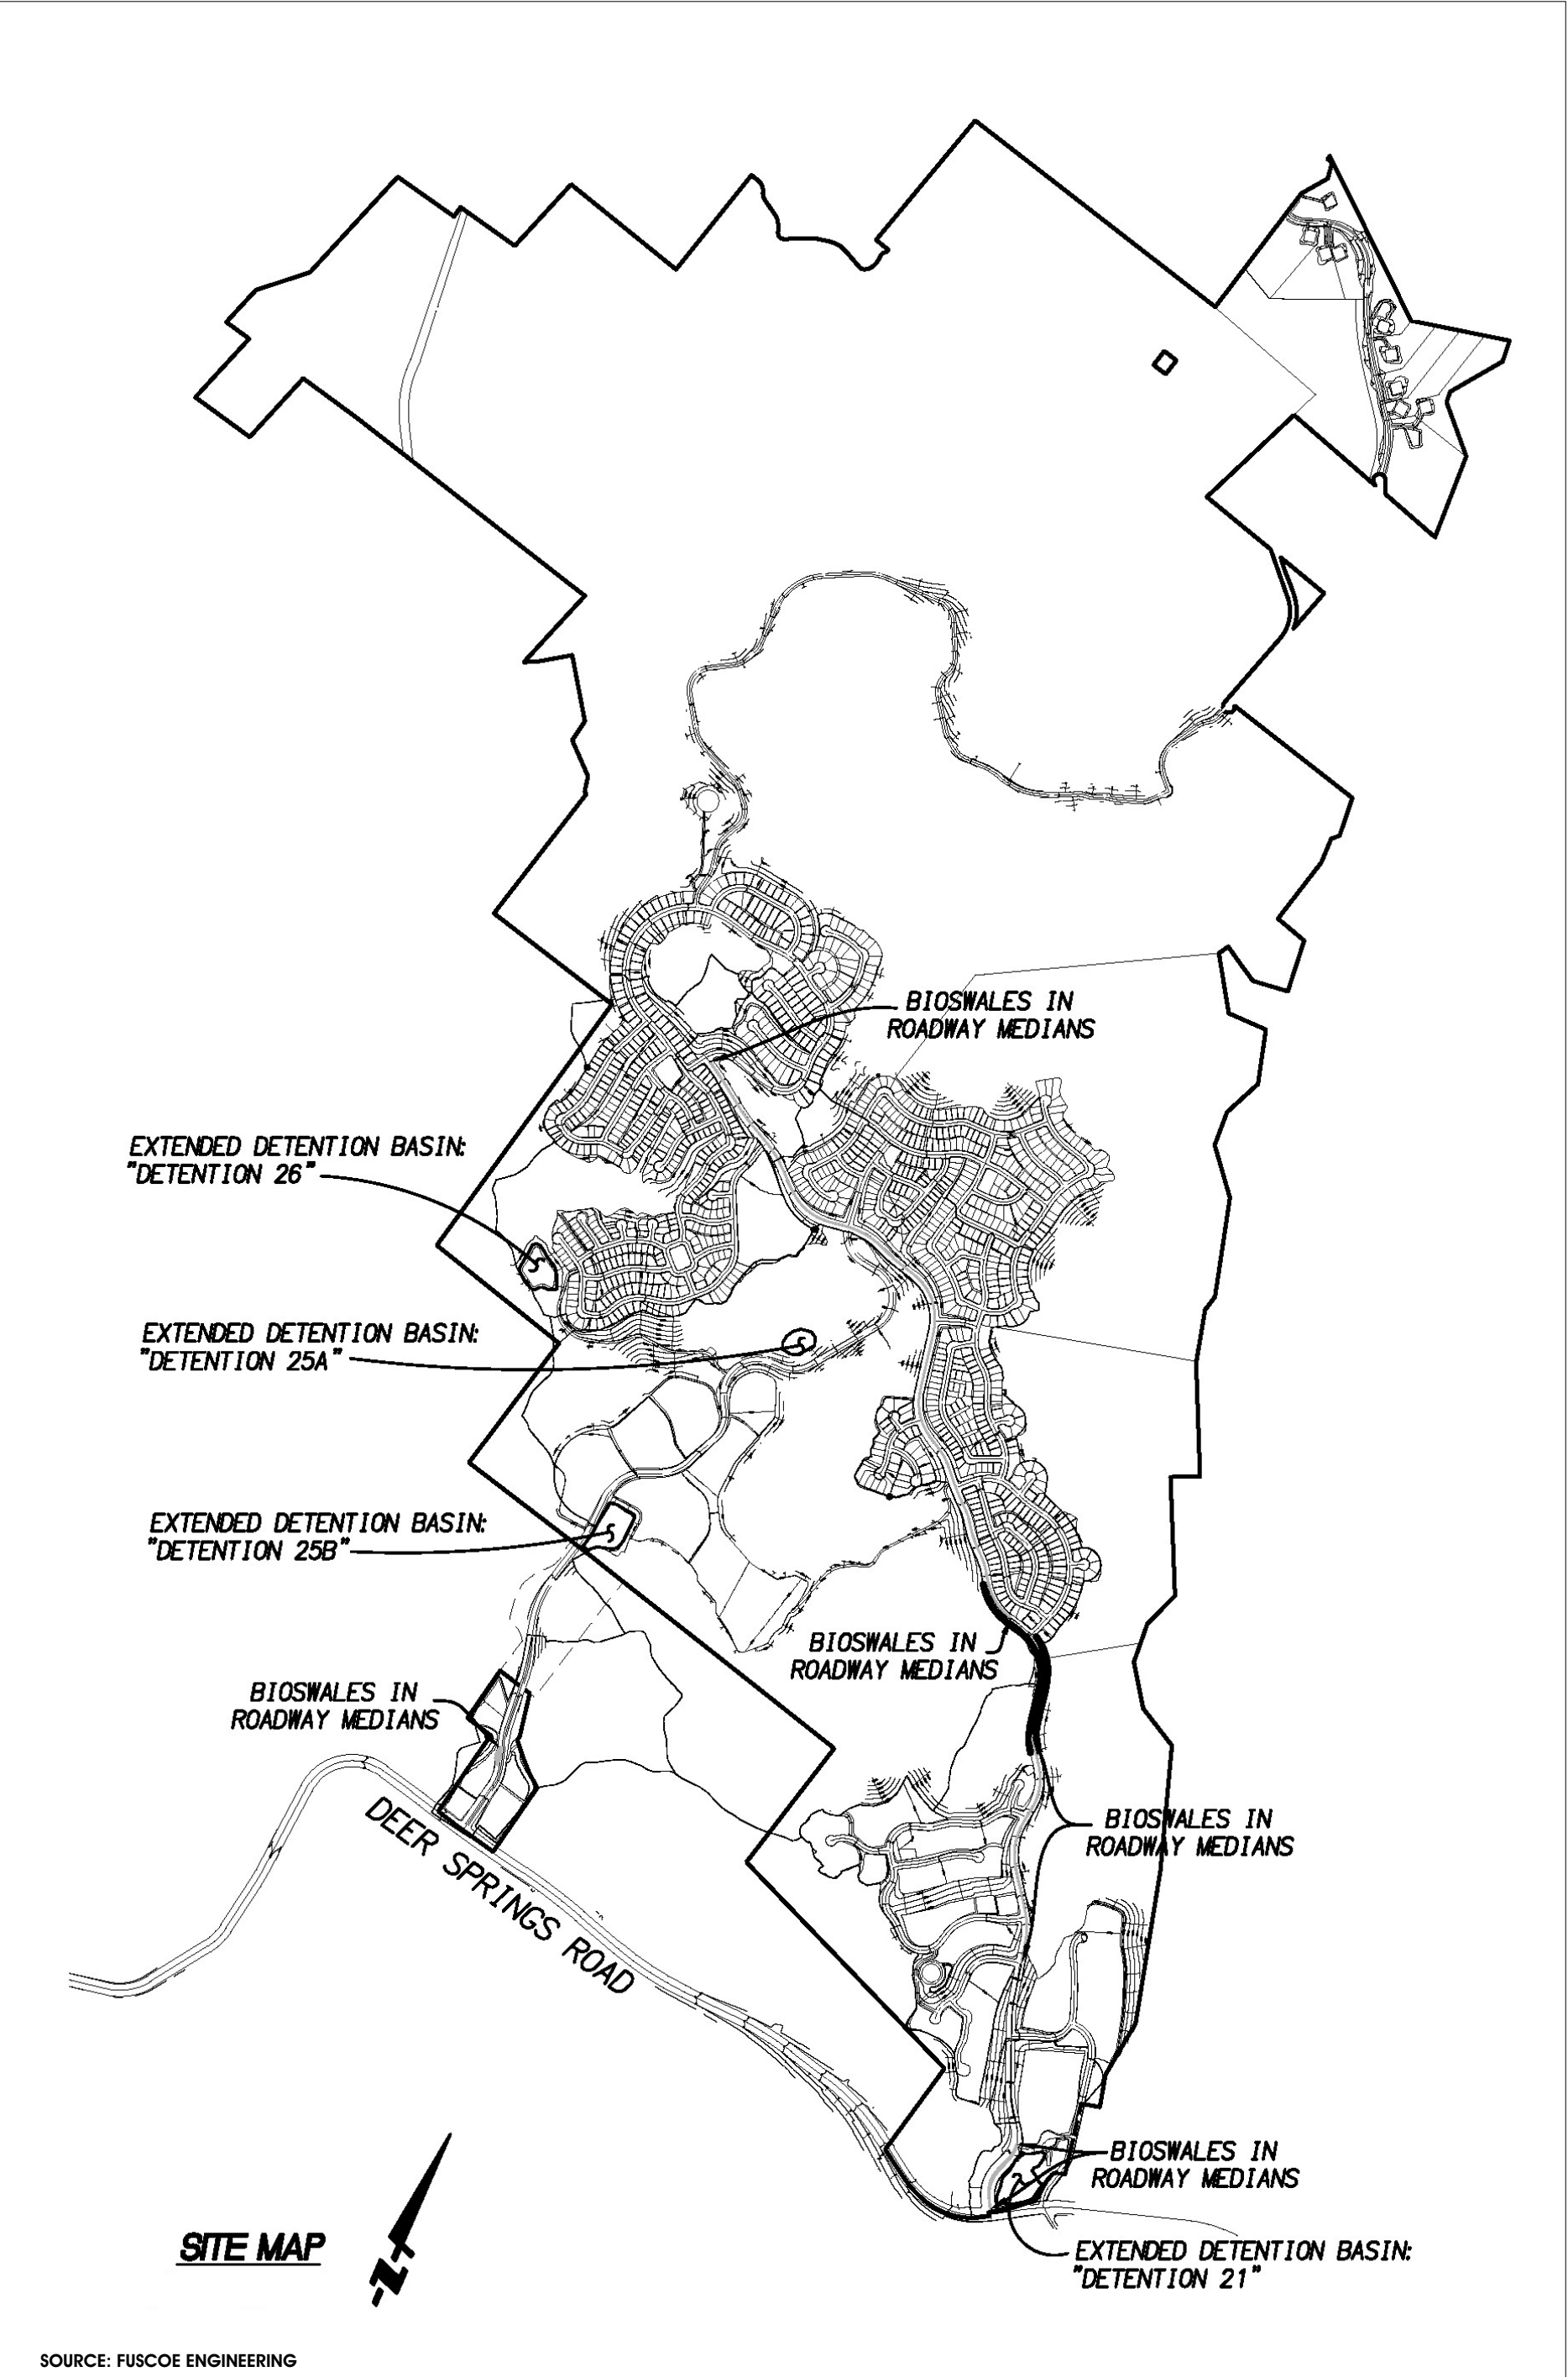 BIOSWALES IN
ROADWAY MEDIANS
EXTENDED DETENTION BASIN:
"DETENTION 26"
EXTENDED DETENTION BASIN:
"DETENTION 25A"
EXTENDED DETENTION BASIN:
"DETENTION 25B"
BIOSWALES IN
ROADWAY MEDIANS
BIOSWALES IN
ROADWAY MEDIANS
DEER SPRINGS ROAD
BIOSWALES IN
ROADWAY MEDIANS
BIOSWALES IN
ROADWAY MEDIANS
EXTENDED DETENTION BASIN:
"DETENTION 21"
SITE MAP
N
SOURCE: FUSCOE ENGINEERING